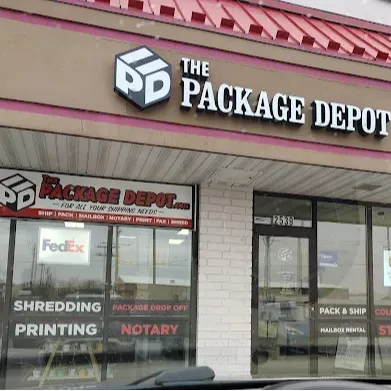 PD
THE
PACKAGE DEPOT
PD
THE
PACKAGE DEPOT.com
FOR ALL YOUR SHIPPING NEEDS
SHIP | PACK | MAILBOX | NOTARY | PRINT | FAX | SHRED
2539
FedEx
SHREDDING
PACKAGE DROP OFF
PRINTING
NOTARY
PACK & SHIP
MAILBOX RENTAL